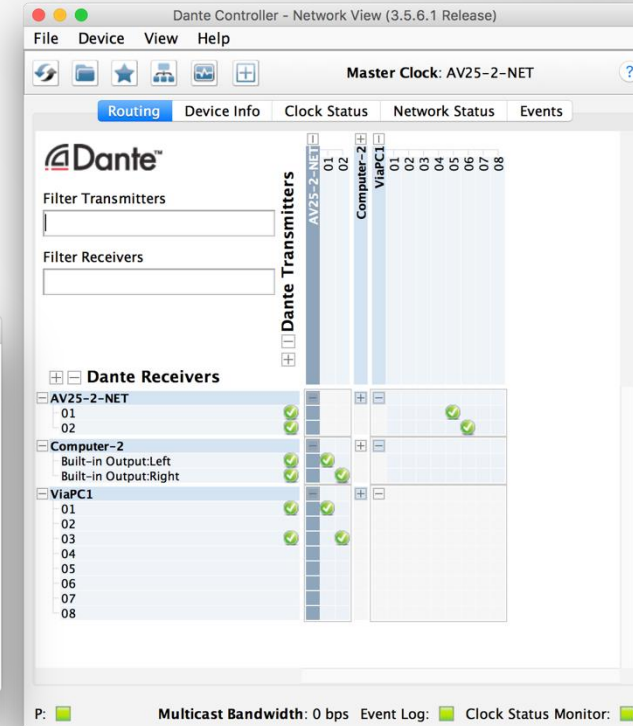 Dante Controller - Network View (3.5.6.1 Release)
File Device View Help
Master Clock: AV25-2-NET
?
Routing Device Info Clock Status Network Status Events
Dante™
Filter Transmitters
Filter Receivers
Dante Transmitters
AV25-2-NET
01
02
Computer-2
ViaPC1
01
02
03
04
05
06
07
08
Dante Receivers
AV25-2-NET
01
02
Computer-2
Built-in Output:Left
Built-in Output:Right
ViaPC1
01
02
03
04
05
06
07
08
P: Multicast Bandwidth: 0 bps Event Log: Clock Status Monitor: